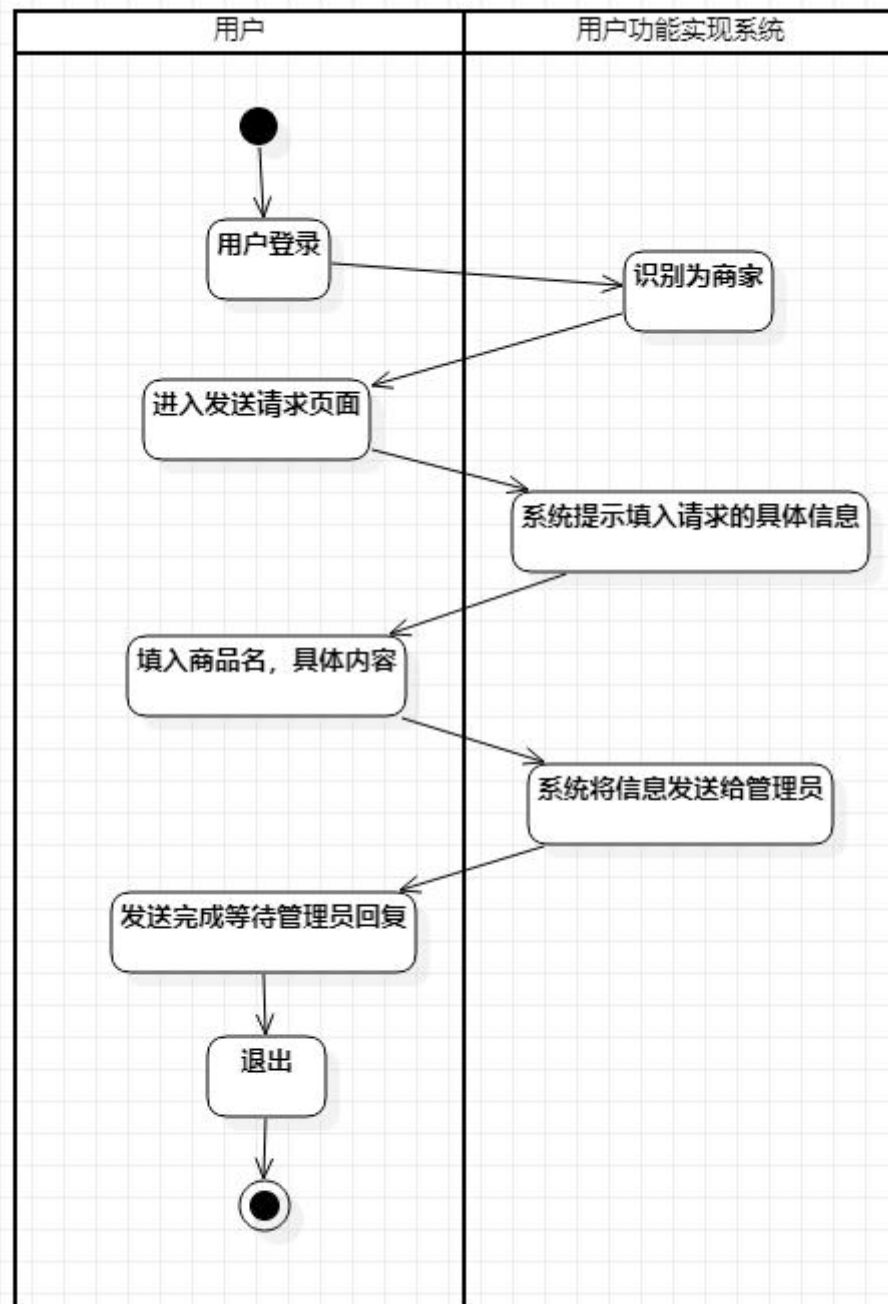 用户
用户功能实现系统
用户登录
识别为商家
进入发送请求页面
系统提示填入请求的具体信息
填入商品名，具体内容
系统将信息发送给管理员
发送完成等待管理员回复
退出